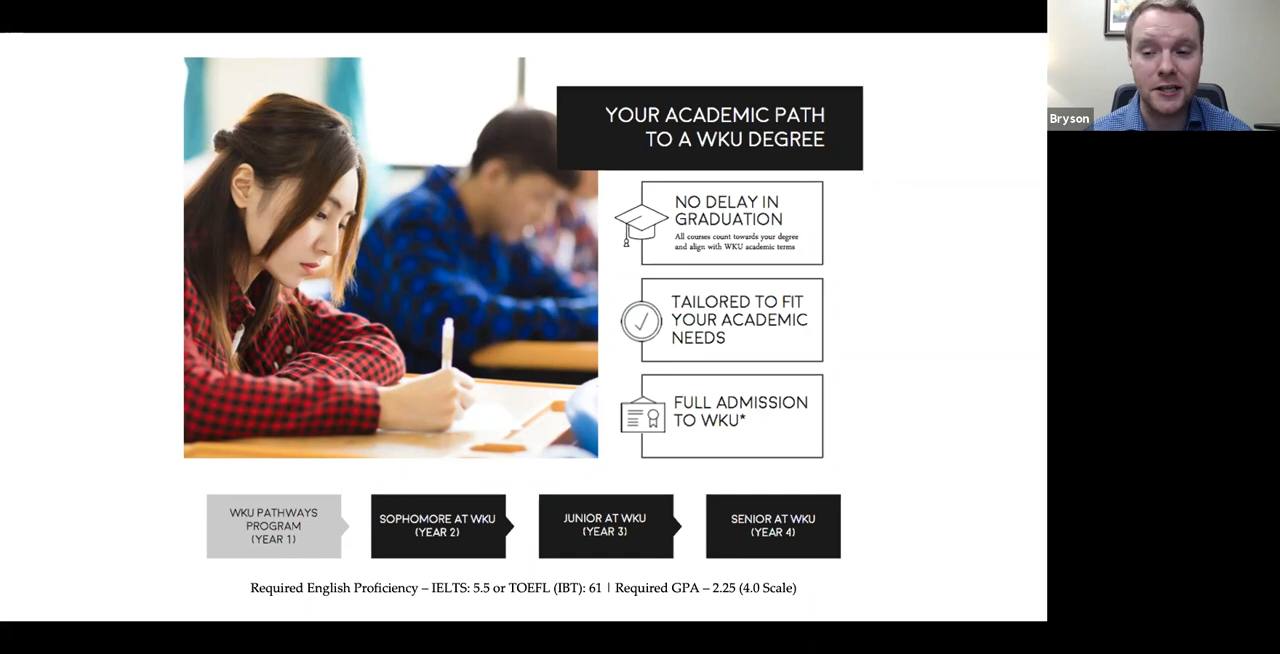 YOUR ACADEMIC PATH
TO A WKU DEGREE
NO DELAY IN
GRADUATION
All courses count towards your degree
and align with WKU academic terms
TAILORED TO FIT
YOUR ACADEMIC
NEEDS
FULL ADMISSION
TO WKU*
WKU PATHWAYS
PROGRAM
(YEAR 1)
SOPHOMORE AT WKU
(YEAR 2)
JUNIOR AT WKU
(YEAR 3)
SENIOR AT WKU
(YEAR 4)
Required English Proficiency – IELTS: 5.5 or TOEFL (IBT): 61 | Required GPA – 2.25 (4.0 Scale)
Bryson